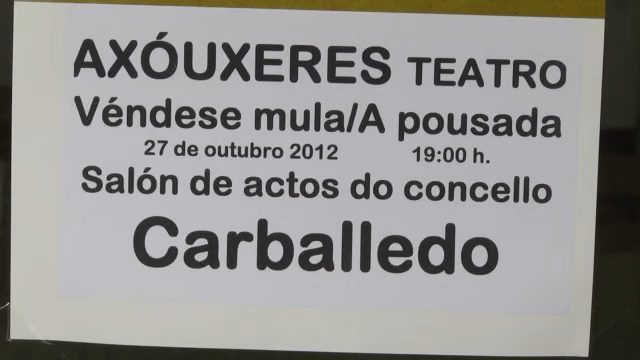 AXÓUXERES TEATRO
Véndese mula/A pousada
27 de outubro 2012 19:00 h.
Salón de actos do concello
Carballedo